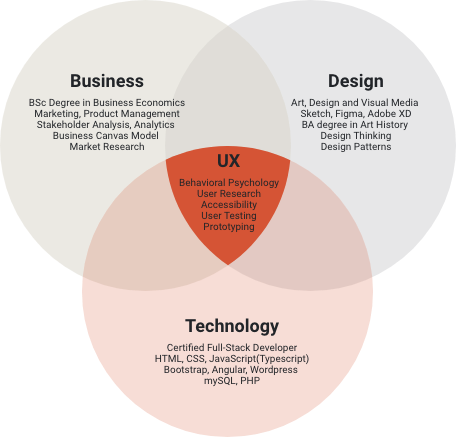 Business
BSc Degree in Business Economics
Marketing, Product Management
Stakeholder Analysis, Analytics
Business Canvas Model
Market Research
Design
Art, Design and Visual Media
Sketch, Figma, Adobe XD
BA degree in Art History
Design Thinking
Design Patterns
UX
Behavioral Psychology
User Research
Accessibility
User Testing
Prototyping
Technology
Certified Full-Stack Developer
HTML, CSS, JavaScript(Typescript)
Bootstrap, Angular, Wordpress
mySQL, PHP